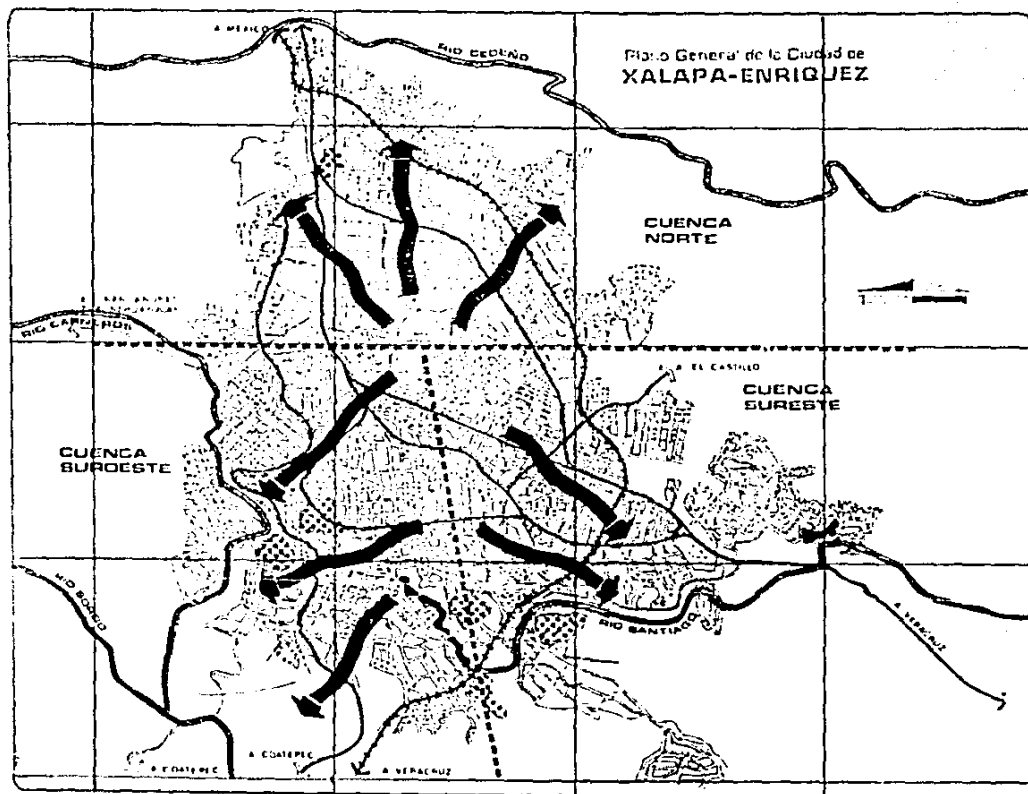 A MEXICO
RIO SEDEÑO
Plano General de la Ciudad de
XALAPA-ENRIQUEZ
CUENCA
NORTE
RIO CARNEROS
A EL CASTILLO
CUENCA
SURESTE
CUENCA
SUROESTE
RIO SORDO
RIO SANTIAGO
A VERACRUZ
A COATEPEC
A COATEPEC
A VERACRUZ